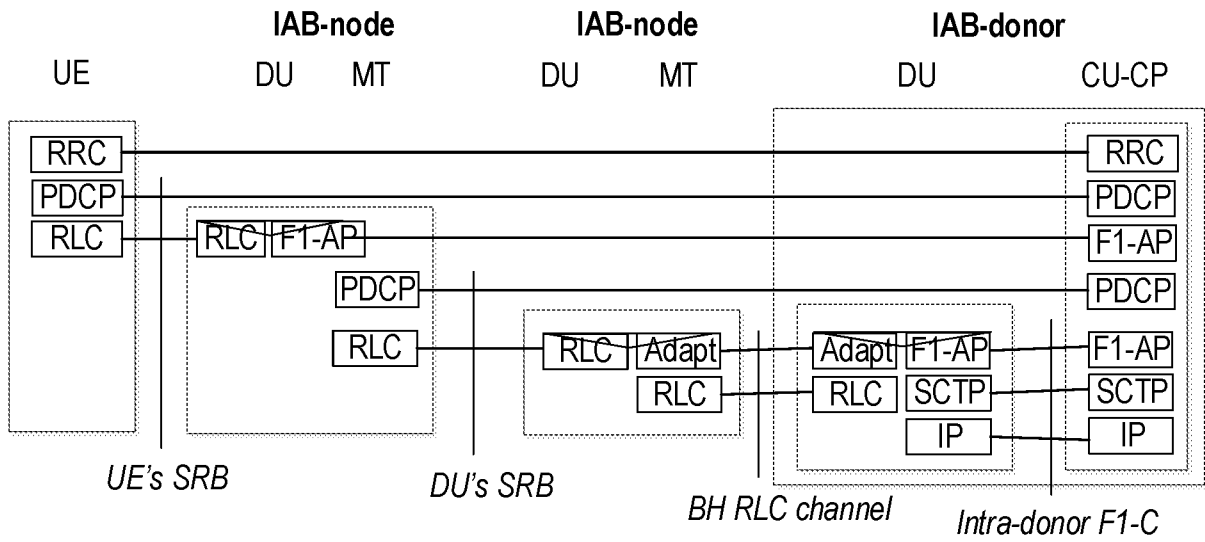 IAB-node IAB-node IAB-donor
UE DU MT DU MT DU CU-CP
RRC RRC
PDCP PDCP
RLC RLC F1-AP F1-AP
PDCP PDCP
RLC RLC Adapt Adapt F1-AP F1-AP
RLC RLC SCTP SCTP
IP IP
UE's SRB DU's SRB BH RLC channel Intra-donor F1-C